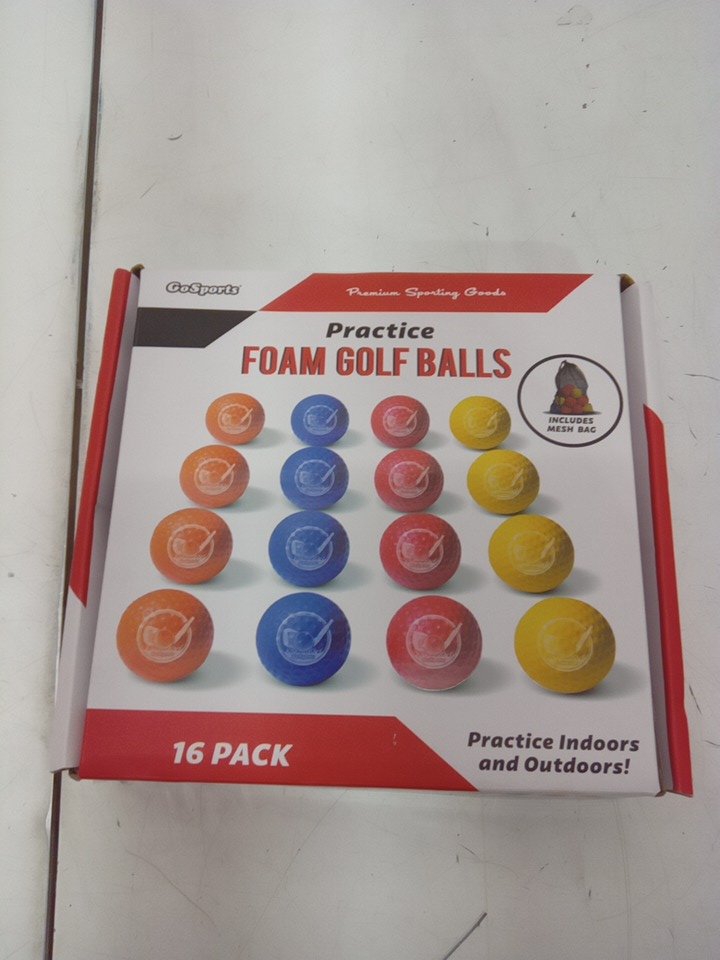 GoSports
Premium Sporting Goods
Practice
FOAM GOLF BALLS
INCLUDES
MESH BAG
16 PACK
Practice Indoors
and Outdoors!